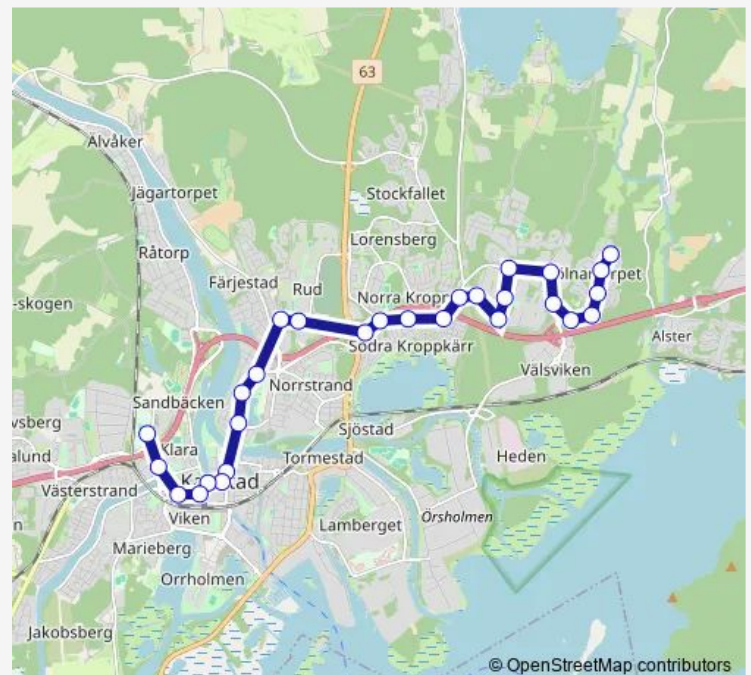 63
Alvåker
Jägartorpet
Stockfallet
Råtorp
Lorensberg
Färjestad
Rud
-skogen
Norra Kropp
Södra Kroppkärr
Alster
Välsviken
Norrstrand
Sandbäcken
vsberg
Sjöstad
Klara
alund
Heden
Tormestad
Västerstrand
Viken
Lamberget
Örsholmen
n
Marieberg
Orrholmen
Jakobsberg
© OpenStreetMap contributors